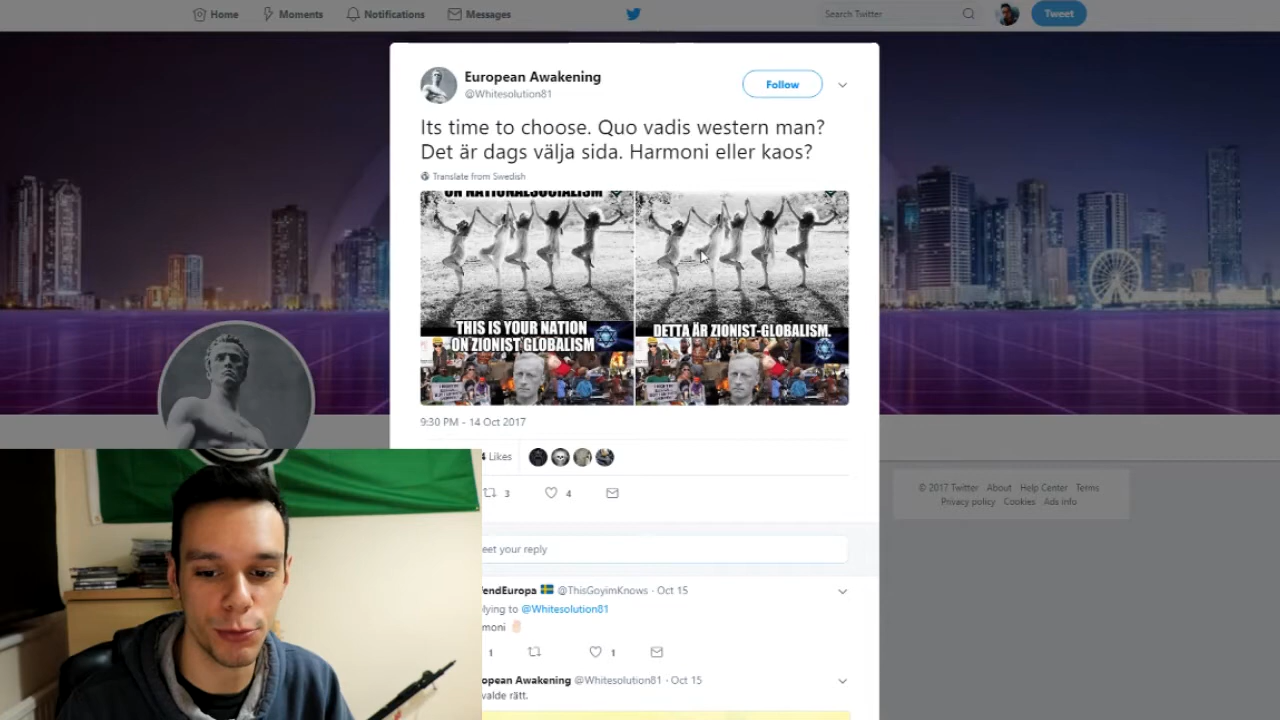 Home Moments Notifications Messages Search Twitter Tweet
European Awakening
@Whitesolution81
Follow
Its time to choose. Quo vadis western man?
Det är dags välja sida. Harmoni eller kaos?
Translate from Swedish
ON NATIONALSOCIALISM
THIS IS YOUR NATION
ON ZIONIST GLOBALISM
DETTA ÄR ZIONIST-GLOBALISM.
9:30 PM - 14 Oct 2017
4 Likes
3 4
eet your reply
endEuropa @ThisGoyimKnows · Oct 15
lying to @Whitesolution81
moni
1 1
opean Awakening @Whitesolution81 · Oct 15
valde rätt.
© 2017 Twitter About Help Center Terms
Privacy policy Cookies Ads info